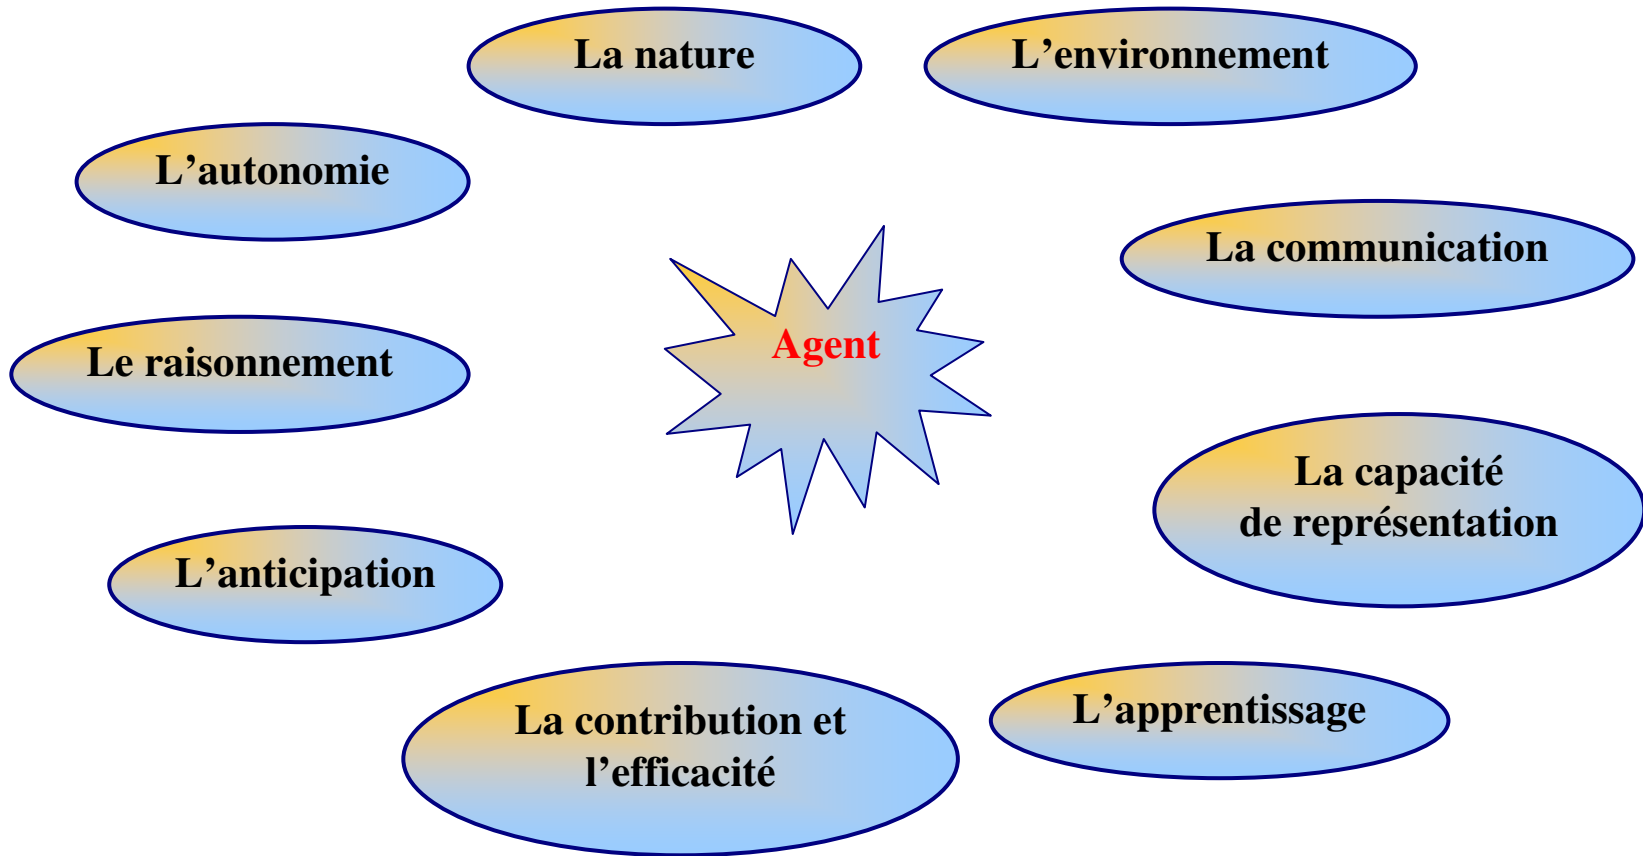 La nature
L’environnement
L’autonomie
La communication
Agent
Le raisonnement
La capacité
de représentation
L’anticipation
L’apprentissage
La contribution et
l’efficacité